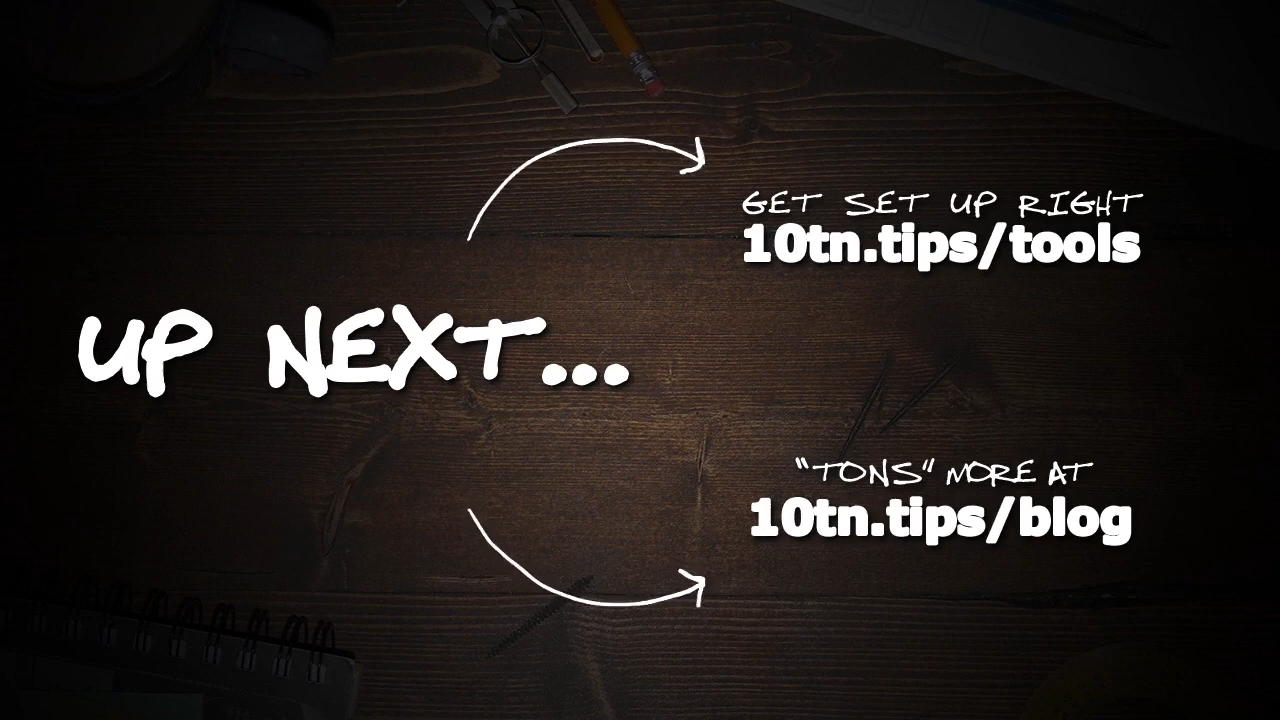 UP NEXT...
GET SET UP RIGHT
10tn.tips/tools
"TONS" MORE AT
10tn.tips/blog